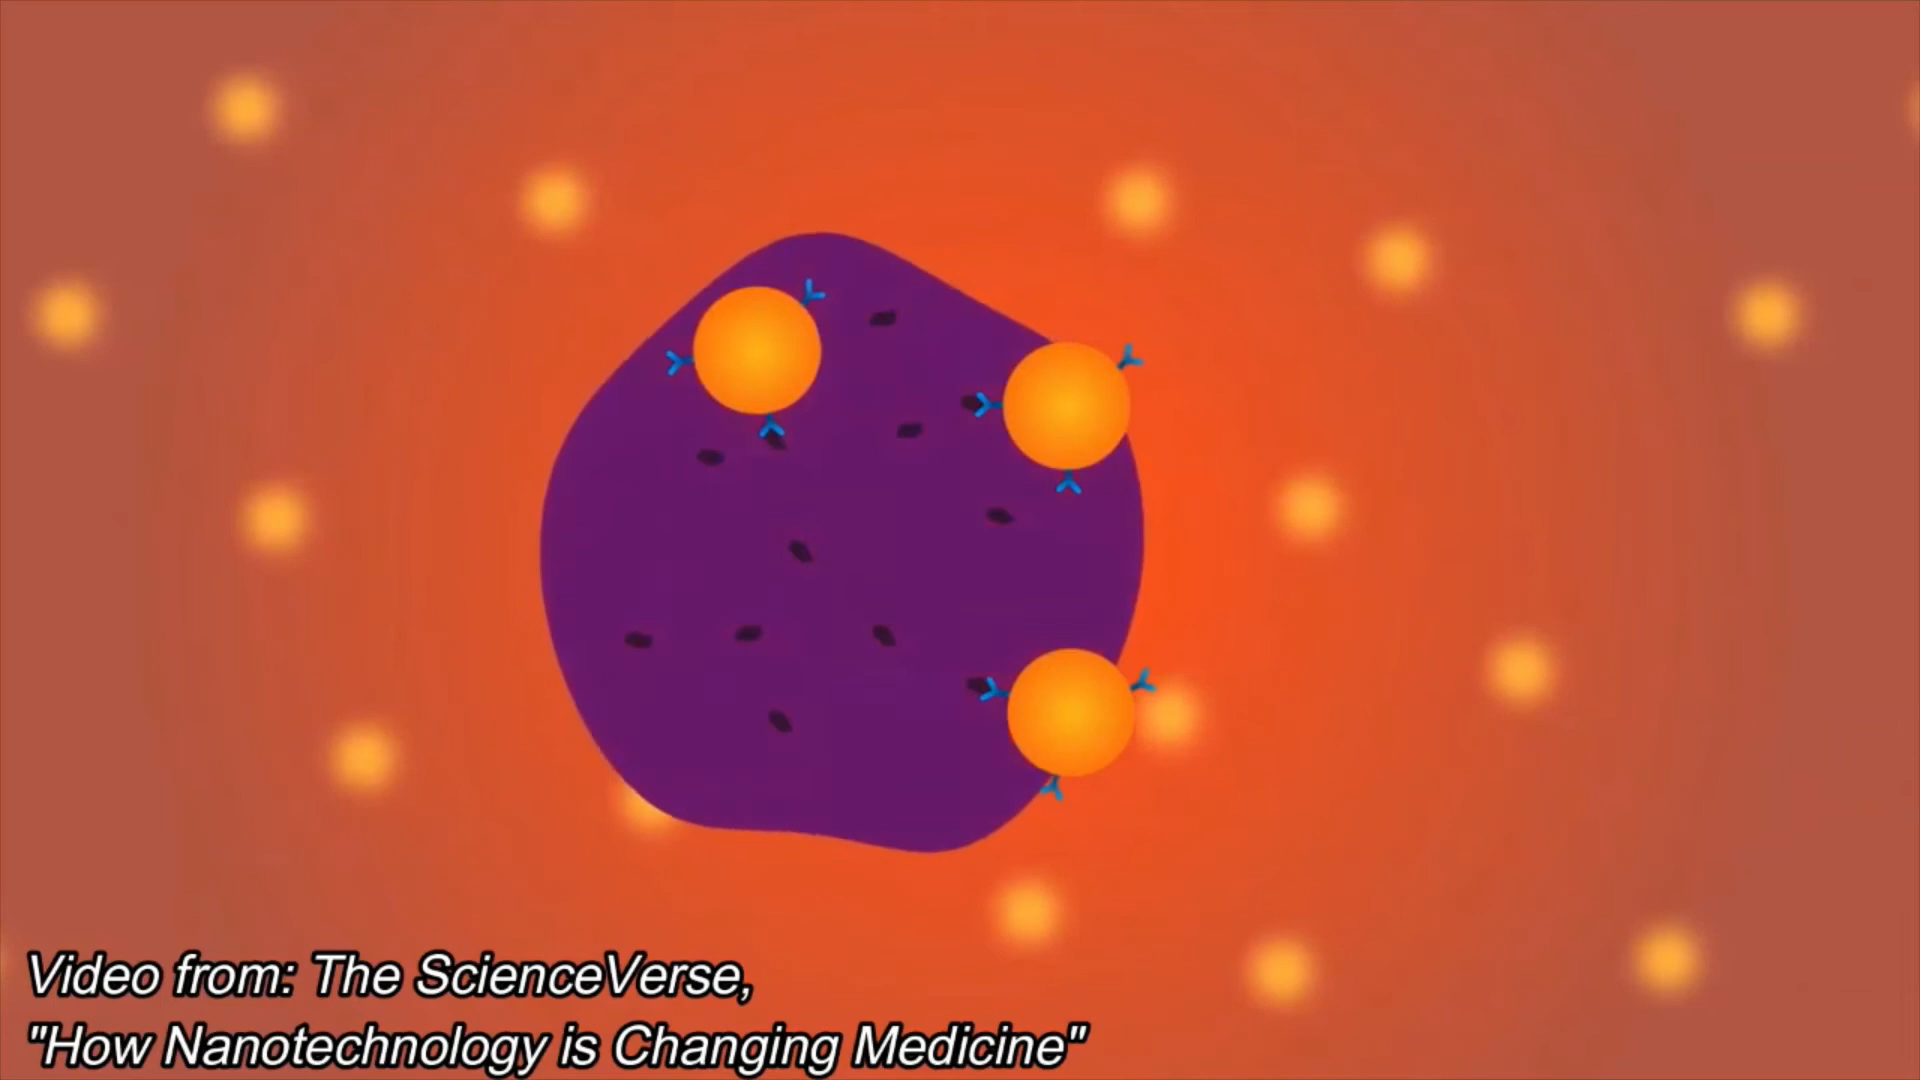 Video from: The ScienceVerse,
"How Nanotechnology is Changing Medicine"